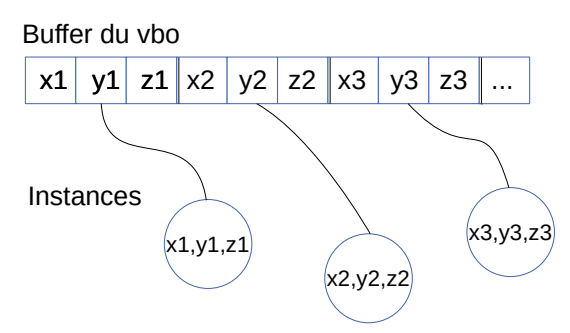 Buffer du vbo
x1 y1 z1 x2 y2 z2 x3 y3 z3 ...
Instances
x1,y1,z1
x2,y2,z2
x3,y3,z3